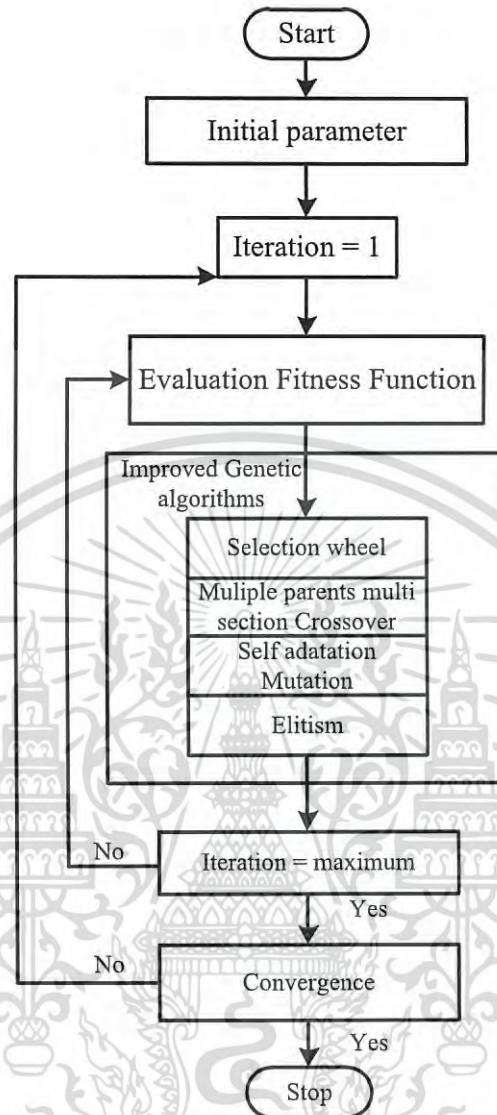 Start
Initial parameter
Iteration = 1
Evaluation Fitness Function
Improved Genetic
algorithms
Selection wheel
Muliple parents multi
section Crossover
Self adatation
Mutation
Elitism
No
Iteration = maximum
Yes
No
Convergence
Yes
Stop